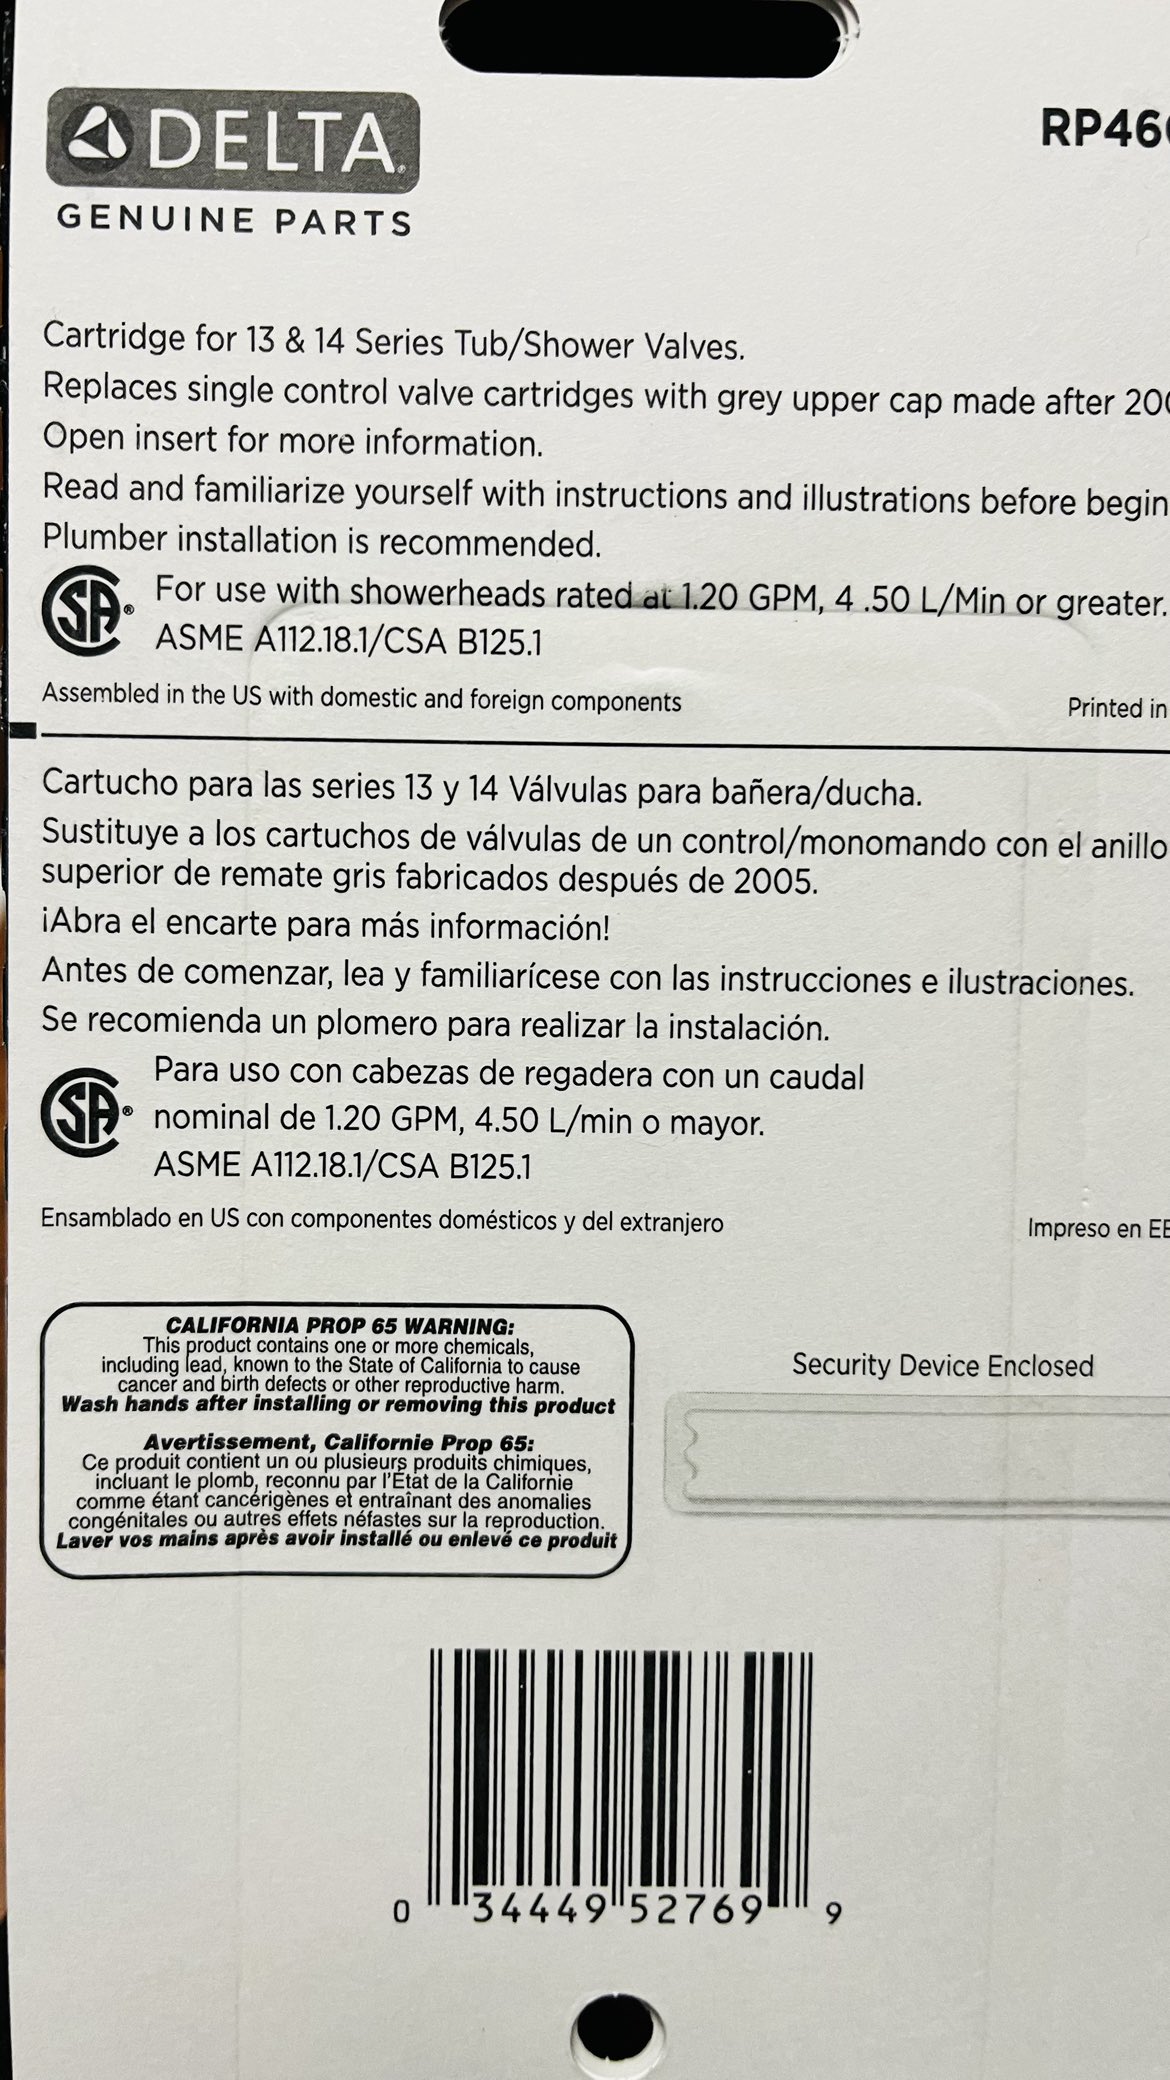 DELTA®
GENUINE PARTS
RP46
Cartridge for 13 & 14 Series Tub/Shower Valves.
Replaces single control valve cartridges with grey upper cap made after 200
Open insert for more information.
Read and familiarize yourself with instructions and illustrations before begin
Plumber installation is recommended.
SA®
For use with showerheads rated at 1.20 GPM, 4 .50 L/Min or greater.
ASME A112.18.1/CSA B125.1
Assembled in the US with domestic and foreign components
Printed in
Cartucho para las series 13 y 14 Válvulas para bañera/ducha.
Sustituye a los cartuchos de válvulas de un control/monomando con el anillo
superior de remate gris fabricados después de 2005.
¡Abra el encarte para más información!
Antes de comenzar, lea y familiarícese con las instrucciones e ilustraciones.
Se recomienda un plomero para realizar la instalación.
SA®
Para uso con cabezas de regadera con un caudal
nominal de 1.20 GPM, 4.50 L/min o mayor.
ASME A112.18.1/CSA B125.1
Ensamblado en US con componentes domésticos y del extranjero
Impreso en EE
CALIFORNIA PROP 65 WARNING:
This product contains one or more chemicals,
including lead, known to the State of California to cause
cancer and birth defects or other reproductive harm.
Wash hands after installing or removing this product
Avertissement, Californie Prop 65:
Ce produit contient un ou plusieurs produits chimiques,
incluant le plomb, reconnu par l'État de la Californie
comme étant cancérigènes et entraînant des anomalies
congénitales ou autres effets néfastes sur la reproduction.
Laver vos mains après avoir installé ou enlevé ce produit
Security Device Enclosed
0 34449 52769 9